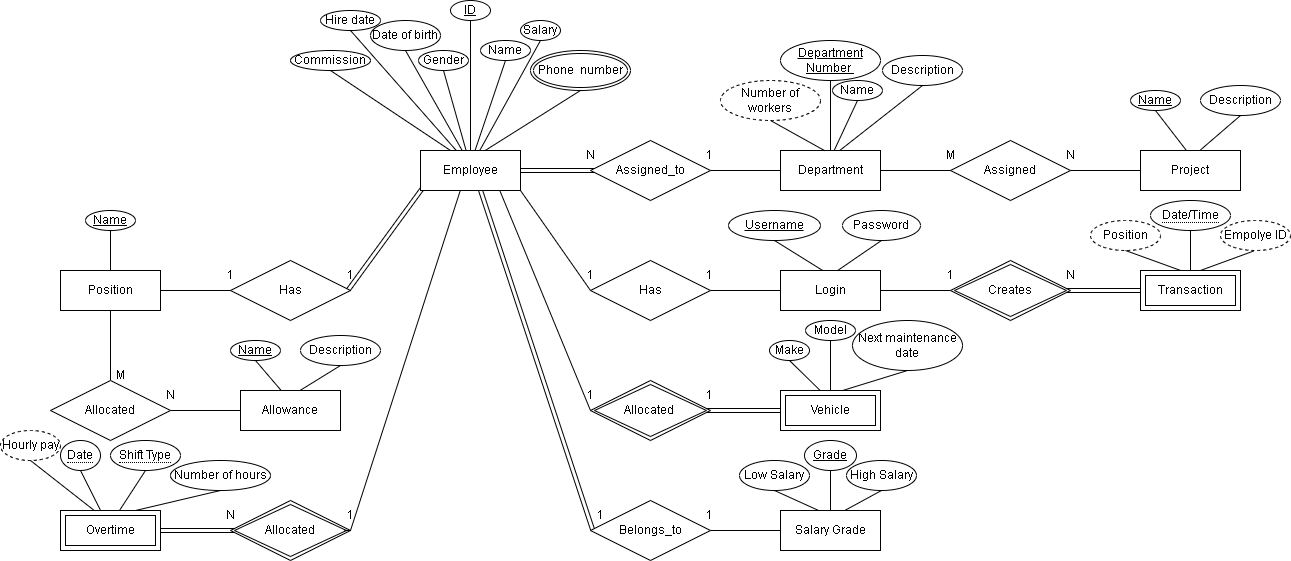 ID
Hire date
Salary
Date of birth
Name
Commission
Gender
Phone number
Department
Number
Number of
workers
Name
Description
Name
Description
Employee
N
Assigned_to
1
Department
M
Assigned
N
Project
Name
Username
Password
Date/Time
Position
Empolye ID
Position
1
Has
1
1
Has
1
Login
1
Creates
N
Transaction
Name
Description
Make
Model
Next maintenance
date
M
Allocated
N
Allowance
1
Allocated
1
Vehicle
Hourly pay
Date
Shift Type
Number of hours
Low Salary
Grade
High Salary
Overtime
N
Allocated
1
1
Belongs_to
1
Salary Grade